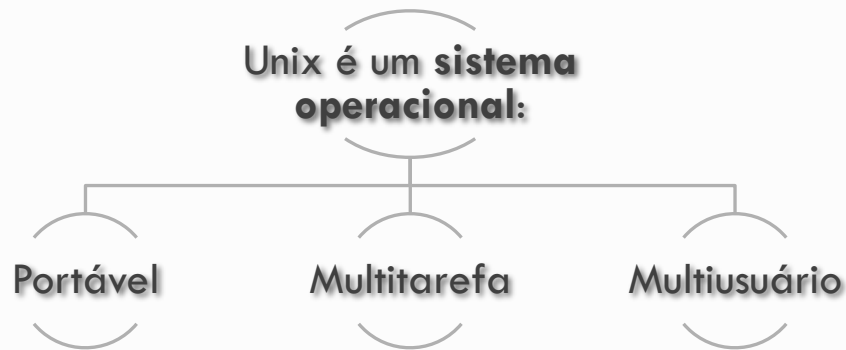 Unix é um sistema
operacional:
Portável
Multitarefa
Multiusuário